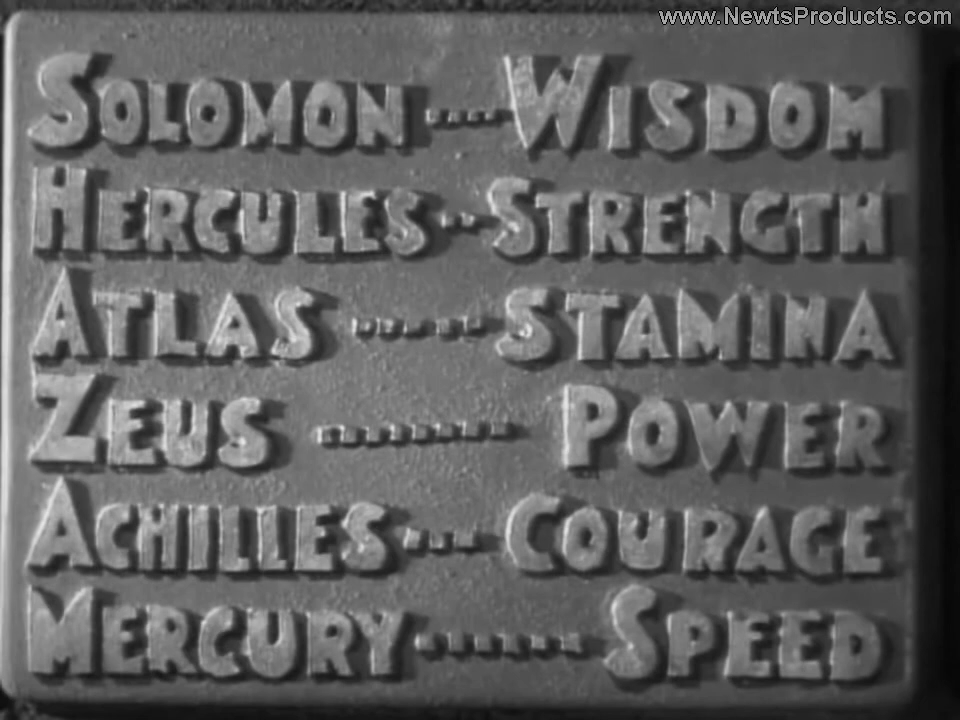 www.NewtsProducts.com
SOLOMON ---- WISDOM
HERCULES -- STRENGTH
ATLAS ----- STAMINA
ZEUS -------- POWER
ACHILLES --- COURAGE
MERCURY ------ SPEED